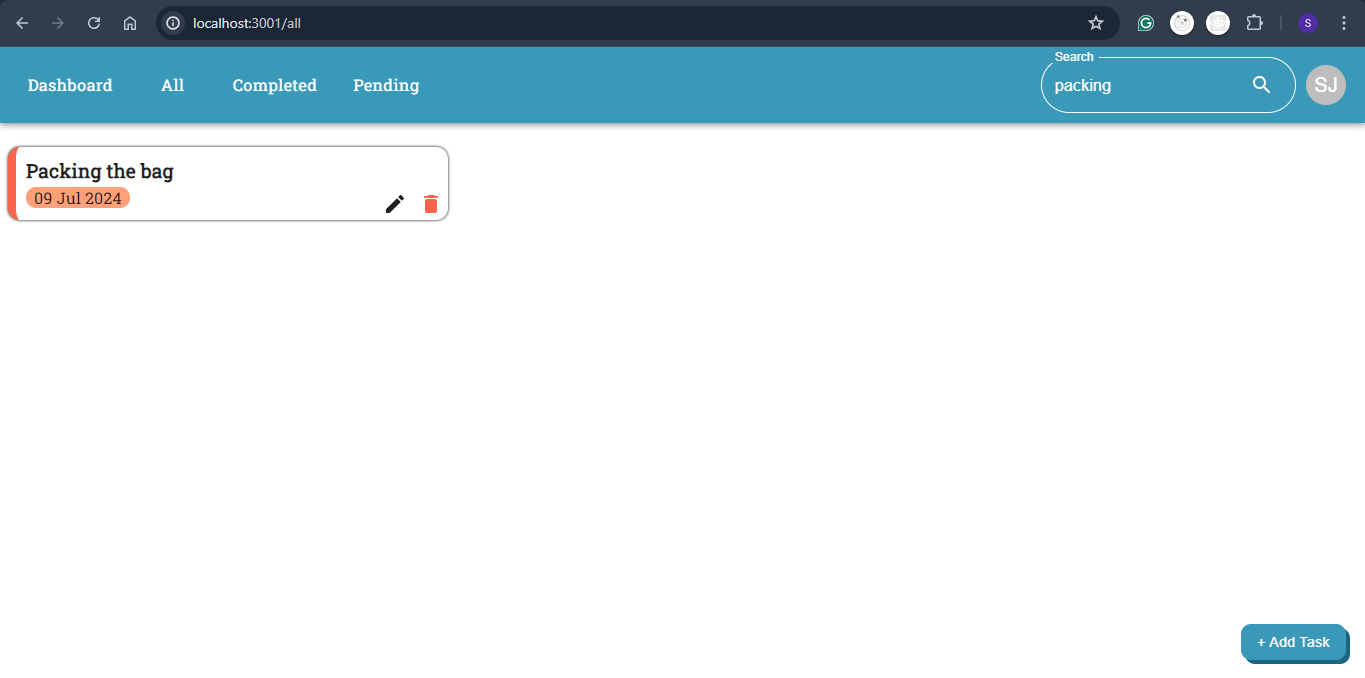 localhost:3001/all
S
Dashboard All Completed Pending
Search
packing
SJ
Packing the bag
09 Jul 2024
+ Add Task